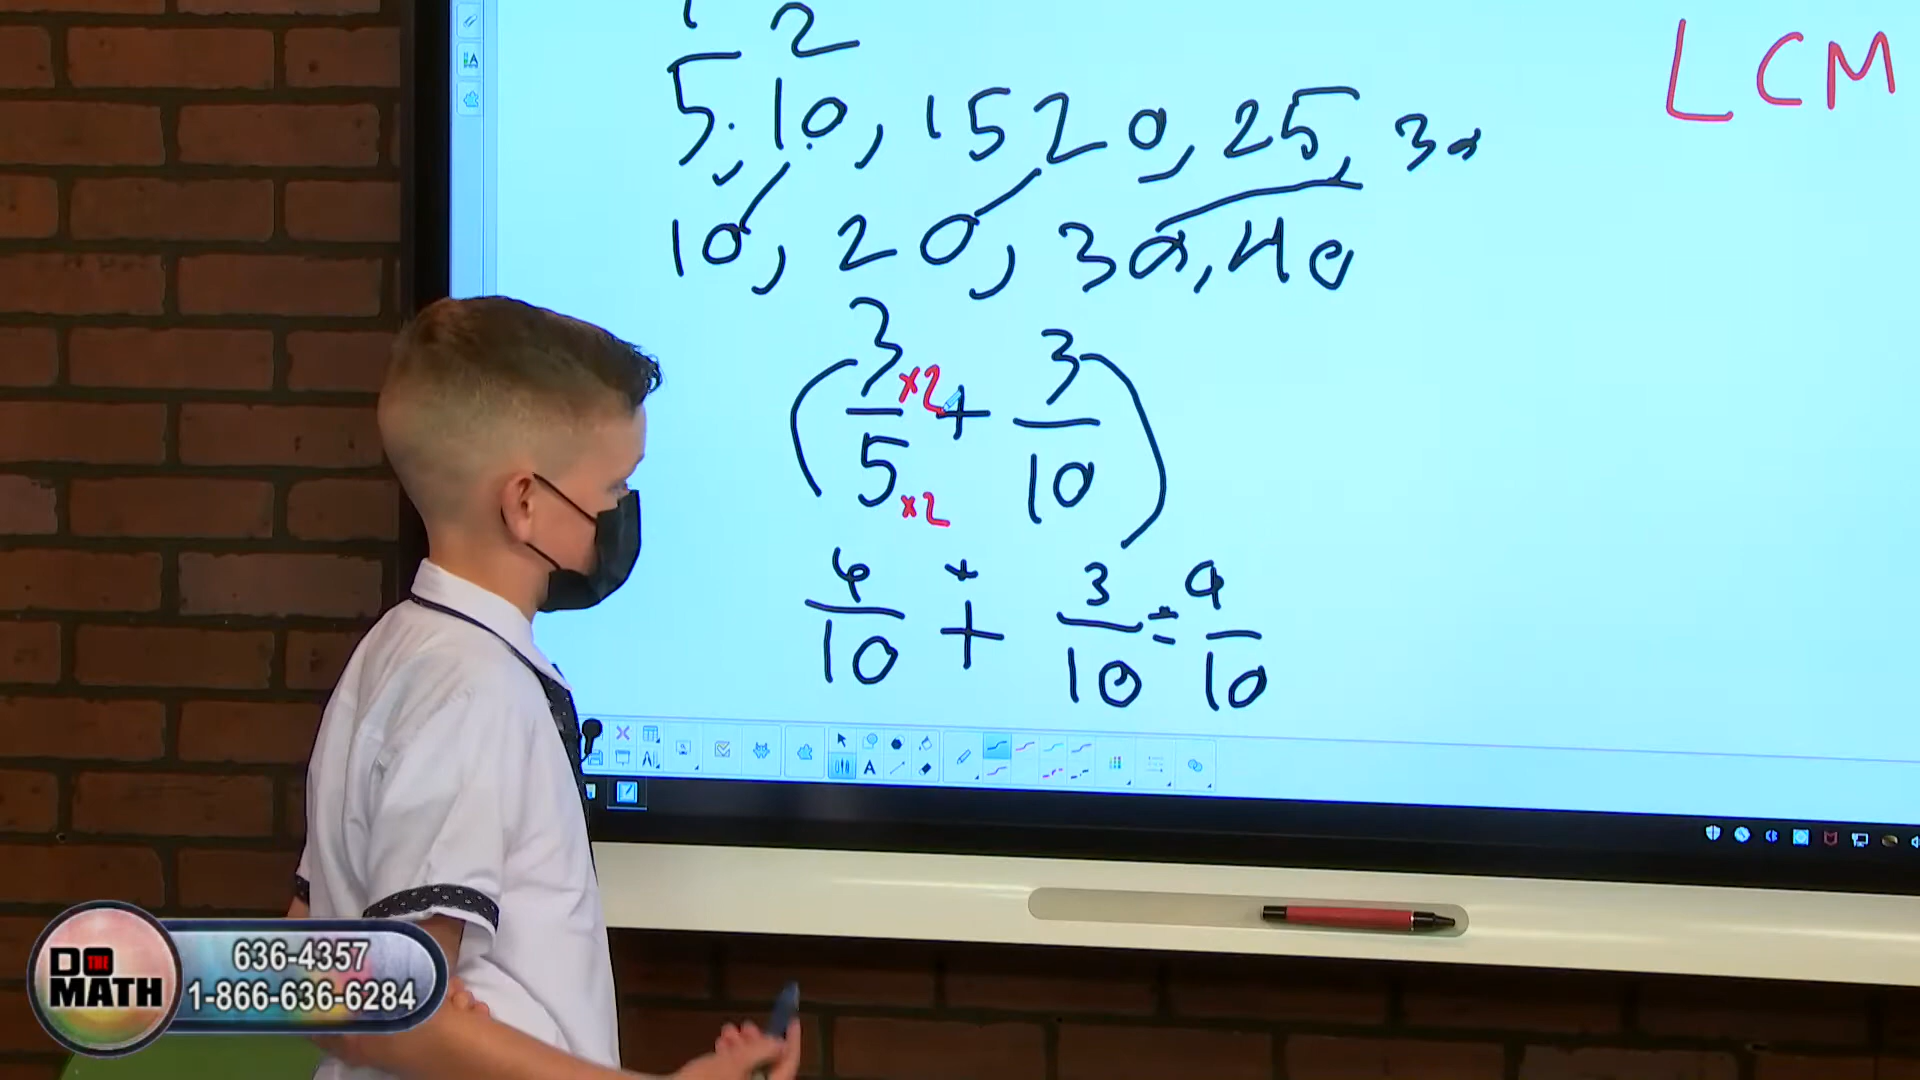 2
LCM
5, 10, 15 20, 25, 30
10, 20, 30, 40
( 3 ×2 + 3 )
5 ×2 10
6 + 3 = 9
10 + 10 10
DO THE MATH
636-4357
1-866-636-6284